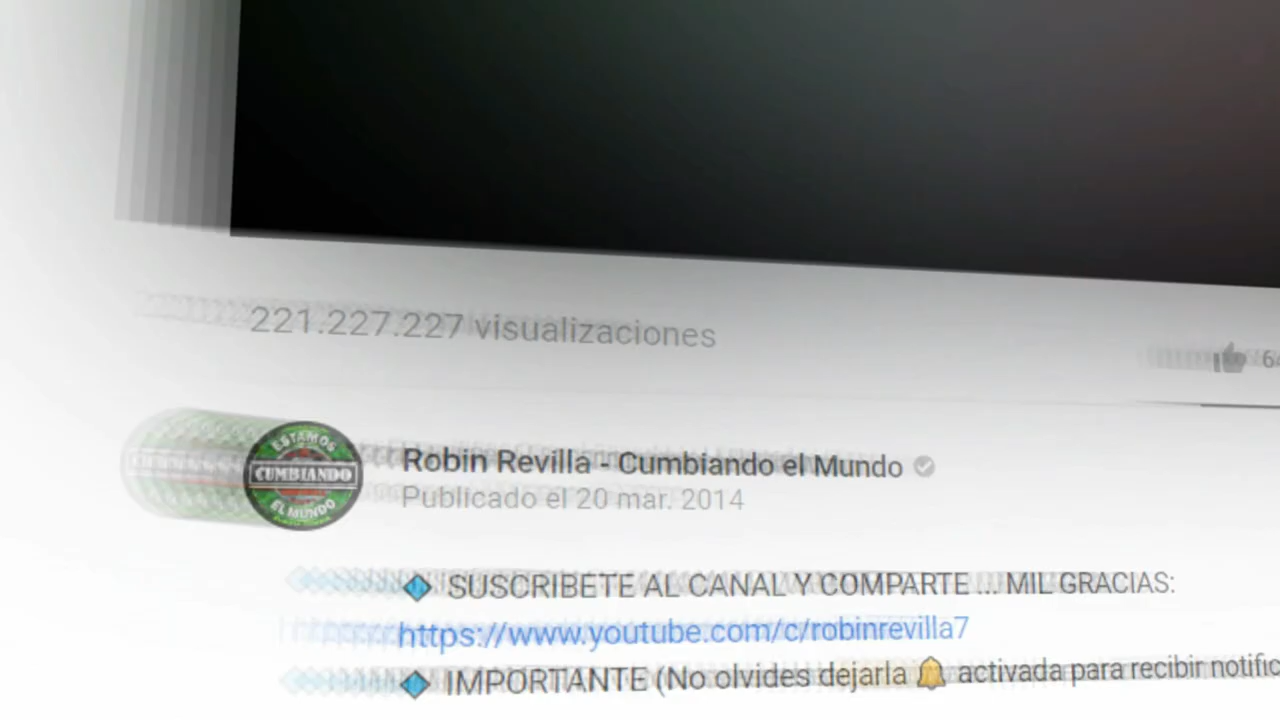 221.227.227 visualizaciones
64
ESTAMOS
CUMBIANDO
EL MUNDO
Robin Revilla - Cumbiando el Mundo
Publicado el 20 mar. 2014
SUSCRIBETE AL CANAL Y COMPARTE ... MIL GRACIAS:
https://www.youtube.com/c/robinrevilla7
IMPORTANTE (No olvides dejarla 🔔 activada para recibir notific